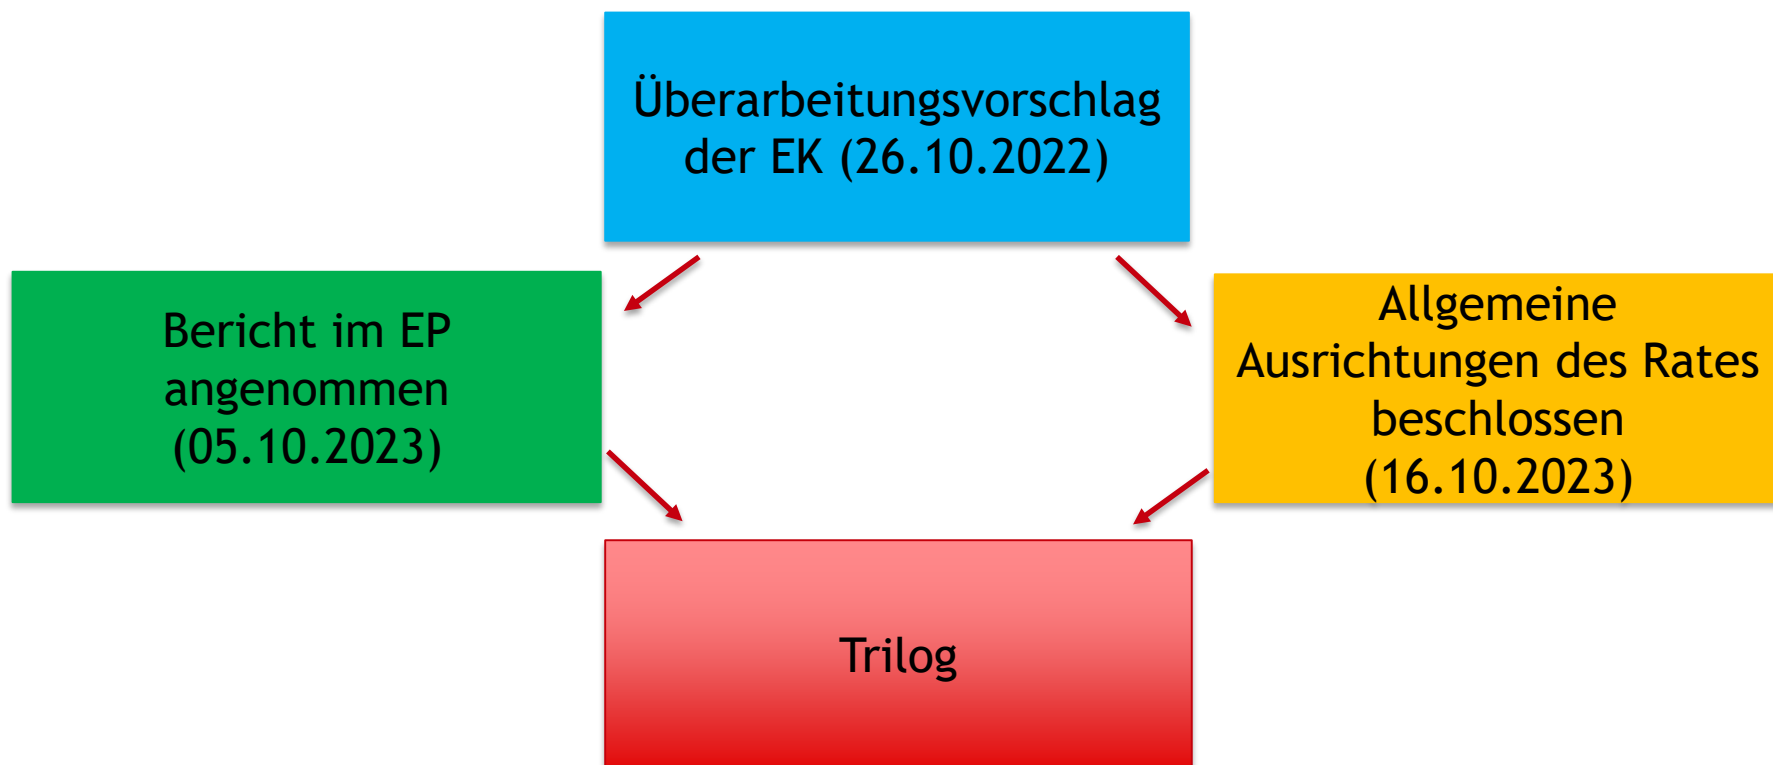 Überarbeitungsvorschlag
der EK (26.10.2022)
Bericht im EP
angenommen
(05.10.2023)
Allgemeine
Ausrichtungen des Rates
beschlossen
(16.10.2023)
Trilog